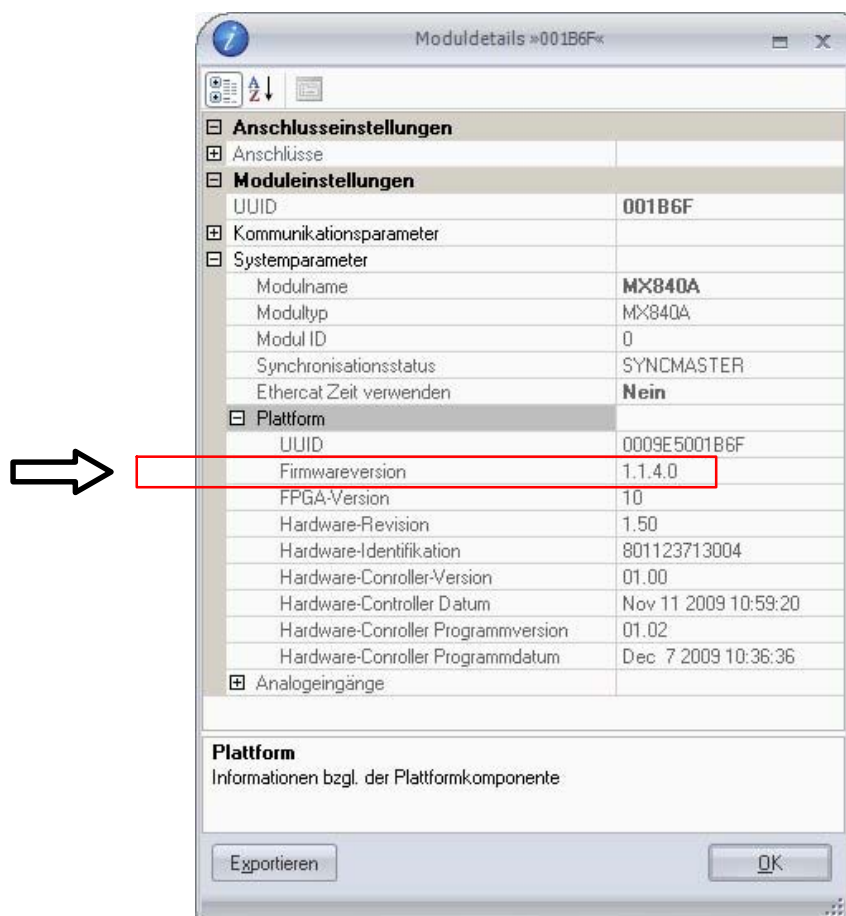 Moduldetails »001B6F«
Anschlusseinstellungen
Anschlüsse
Moduleinstellungen
UUID 001B6F
Kommunikationsparameter
Systemparameter
Modulname MX840A
Modultyp MX840A
Modul ID 0
Synchronisationsstatus SYNCMASTER
Ethercat Zeit verwenden Nein
Plattform
UUID 0009E5001B6F
Firmwareversion 1.1.4.0
FPGA-Version 10
Hardware-Revision 1.50
Hardware-Identifikation 801123713004
Hardware-Conroller-Version 01.00
Hardware-Controller Datum Nov 11 2009 10:59:20
Hardware-Conroller Programmversion 01.02
Hardware-Conroller Programmdatum Dec 7 2009 10:36:36
Analogeingänge
Plattform
Informationen bzgl. der Plattformkomponente
Exportieren OK